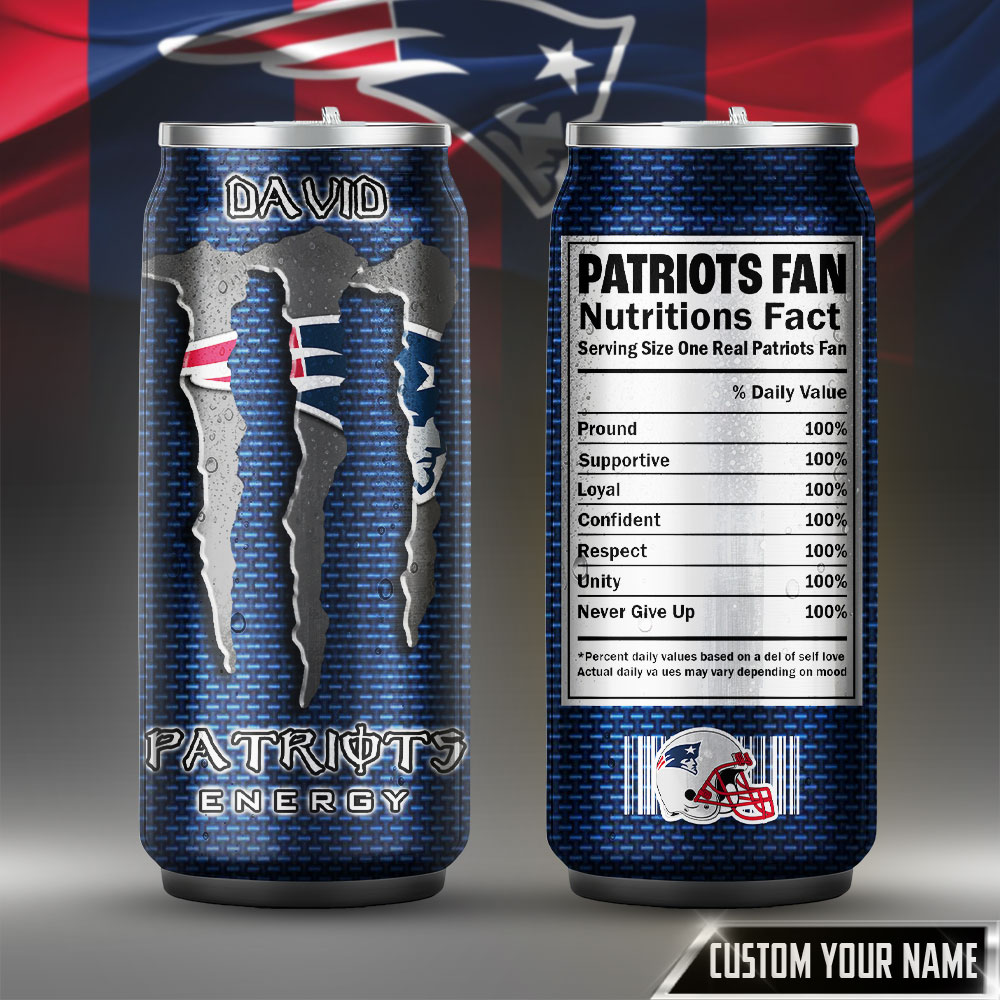 DAVID
PATRIOTS
ENERGY
PATRIOTS FAN
Nutritions Fact
Serving Size One Real Patriots Fan
% Daily Value
Pround 100%
Supportive 100%
Loyal 100%
Confident 100%
Respect 100%
Unity 100%
Never Give Up 100%
*Percent daily values based on a del of self love
Actual daily va ues may vary depending on mood
CUSTOM YOUR NAME